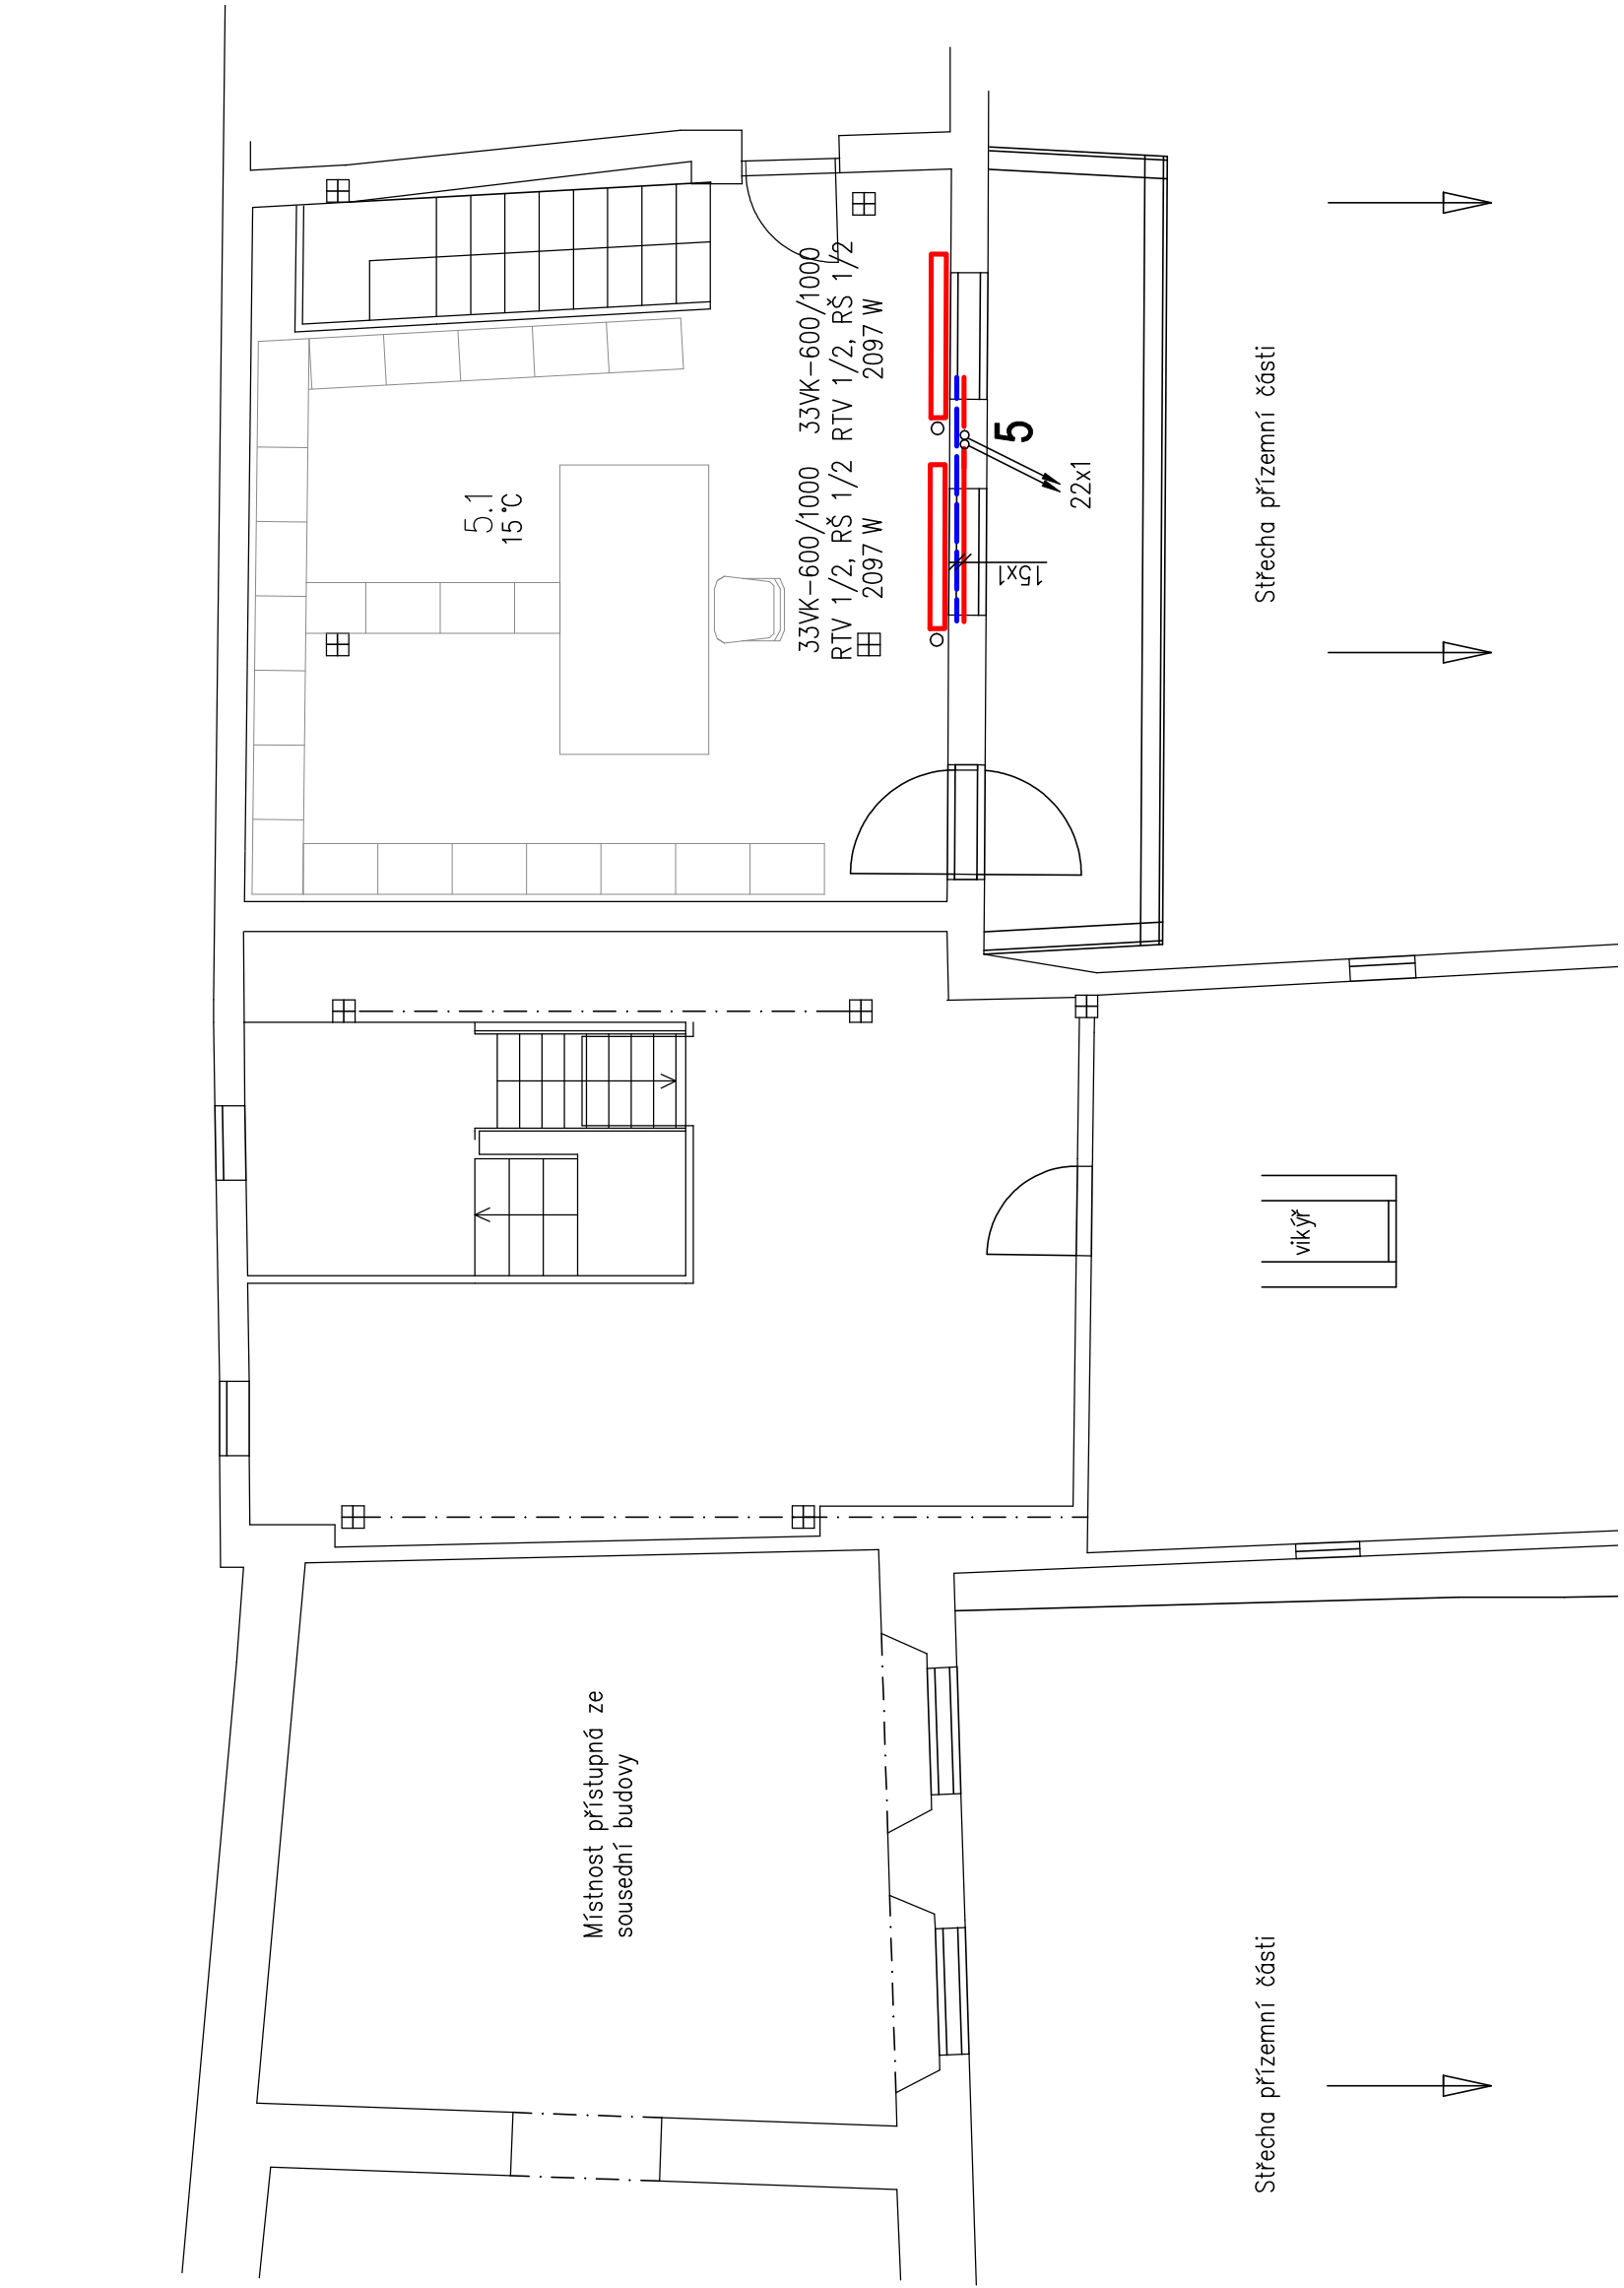 5.1
15°C
33VK-600/1000
RTV 1/2, RŠ 1/2
2097 W
33VK-600/1000
RTV 1/2, RŠ 1/2
2097 W
5
22x1
15x1
Střecha přízemní části
vikýř
Místnost přístupná ze
sousední budovy
Střecha přízemní části